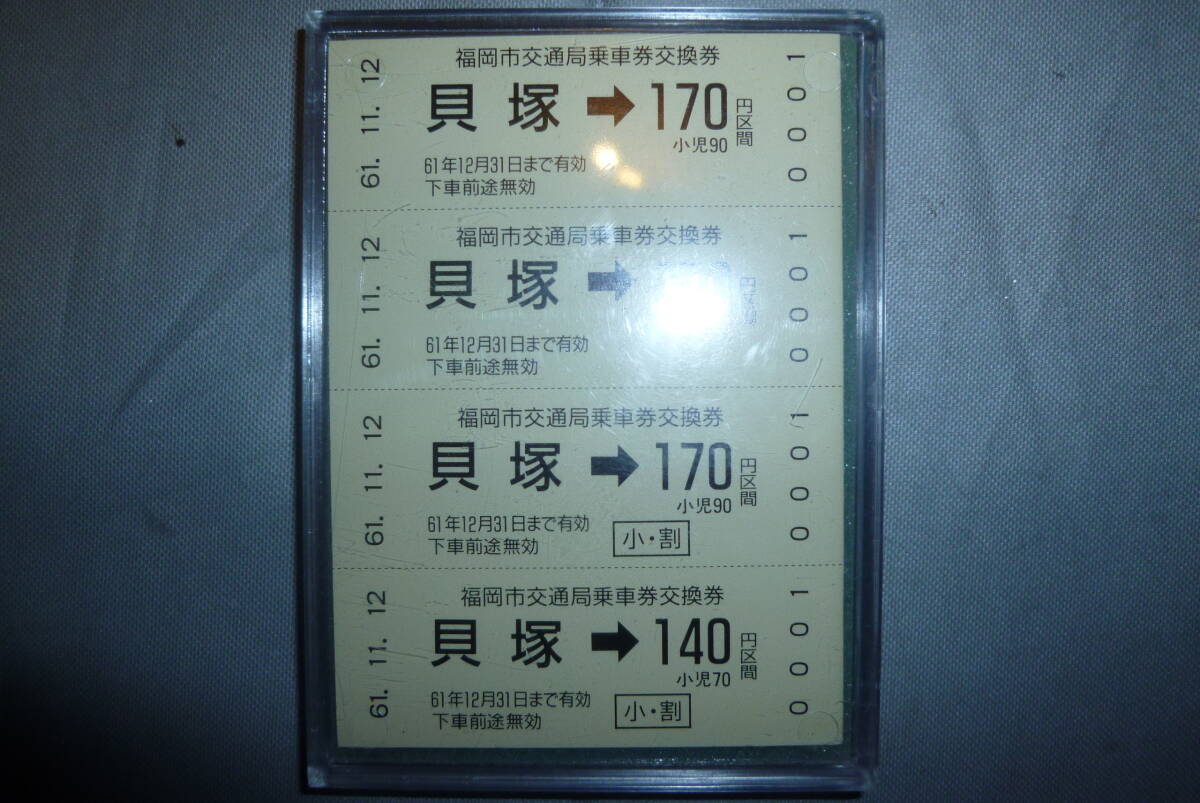 福岡市交通局乗車券交換券
61. 11. 12
貝塚 ➡ 170 円区間
小児90
61年12月31日まで有効
下車前途無効
0001
福岡市交通局乗車券交換券
61. 11. 12
貝塚 ➡
61年12月31日まで有効
下車前途無効
0001
福岡市交通局乗車券交換券
61. 11. 12
貝塚 ➡ 170 円区間
小児90
61年12月31日まで有効
下車前途無効
小・割
0001
福岡市交通局乗車券交換券
61. 11. 12
貝塚 ➡ 140 円区間
小児70
61年12月31日まで有効
下車前途無効
小・割
0001